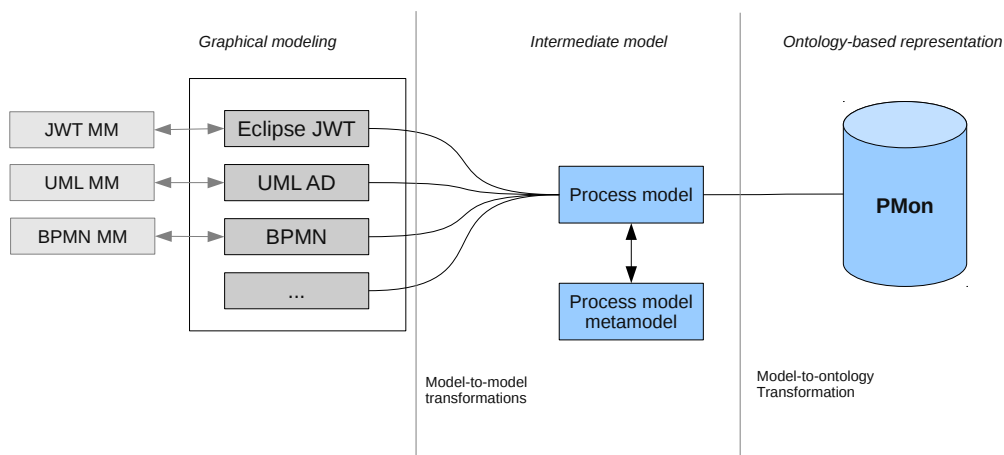 Graphical modeling
Intermediate model
Ontology-based representation
JWT MM
Eclipse JWT
UML MM
UML AD
BPMN MM
BPMN
...
Process model
PMon
Process model
metamodel
Model-to-model
transformations
Model-to-ontology
Transformation